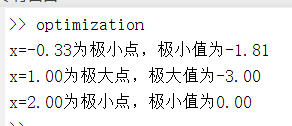 >> optimization
x=-0.33为极小点，极小值为-1.81
x=1.00为极大点，极大值为-3.00
x=2.00为极小点，极小值为0.00
>>